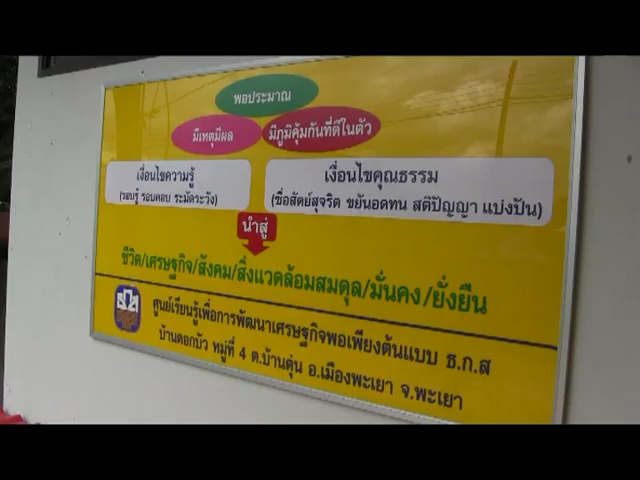 พอประมาณ
มีเหตุมีผล
มีภูมิคุ้มกันที่ดีในตัว
เงื่อนไขความรู้
(รอบรู้ รอบคอบ ระมัดระวัง)
เงื่อนไขคุณธรรม
(ซื่อสัตย์สุจริต ขยันอดทน สติปัญญา แบ่งปัน)
นำสู่
ชีวิต/เศรษฐกิจ/สังคม/สิ่งแวดล้อมสมดุล/มั่นคง/ยั่งยืน
ศูนย์เรียนรู้เพื่อการพัฒนาเศรษฐกิจพอเพียงต้นแบบ ธ.ก.ส
บ้านดอกบัว หมู่ที่ 4 ต.บ้านตุ่น อ.เมืองพะเยา จ.พะเยา